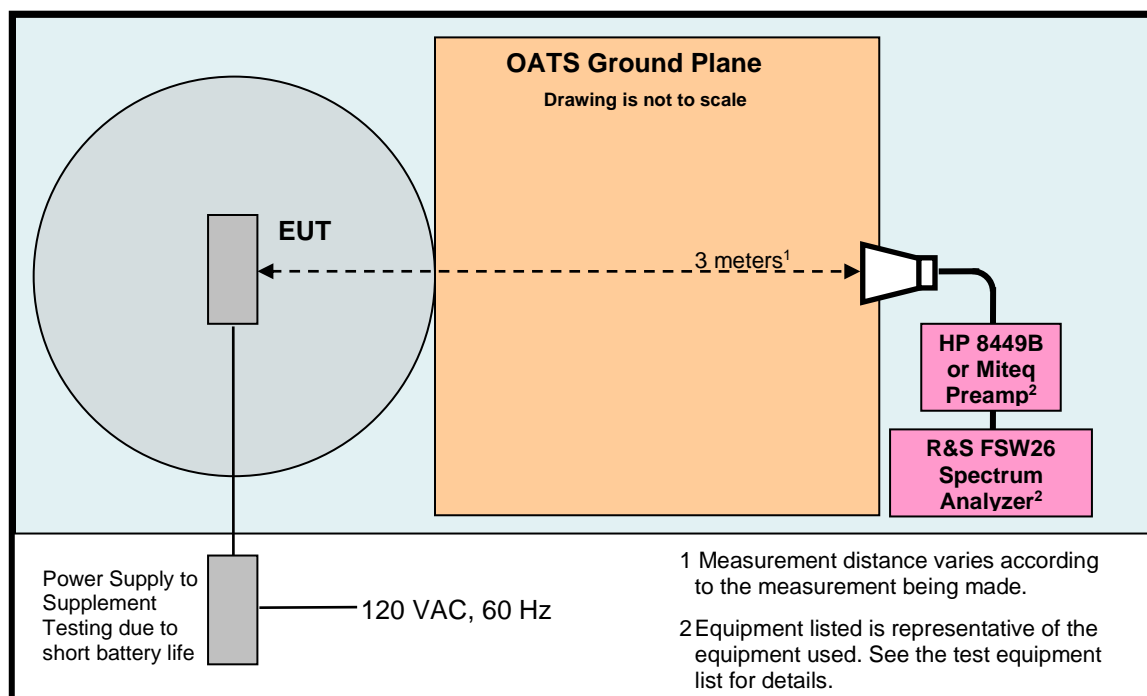 OATS Ground Plane
Drawing is not to scale
EUT
3 meters¹
HP 8449B
or Miteq
Preamp²
R&S FSW26
Spectrum
Analyzer²
Power Supply to
Supplement
Testing due to
short battery life
120 VAC, 60 Hz
1 Measurement distance varies according
to the measurement being made.
2 Equipment listed is representative of the
equipment used. See the test equipment
list for details.